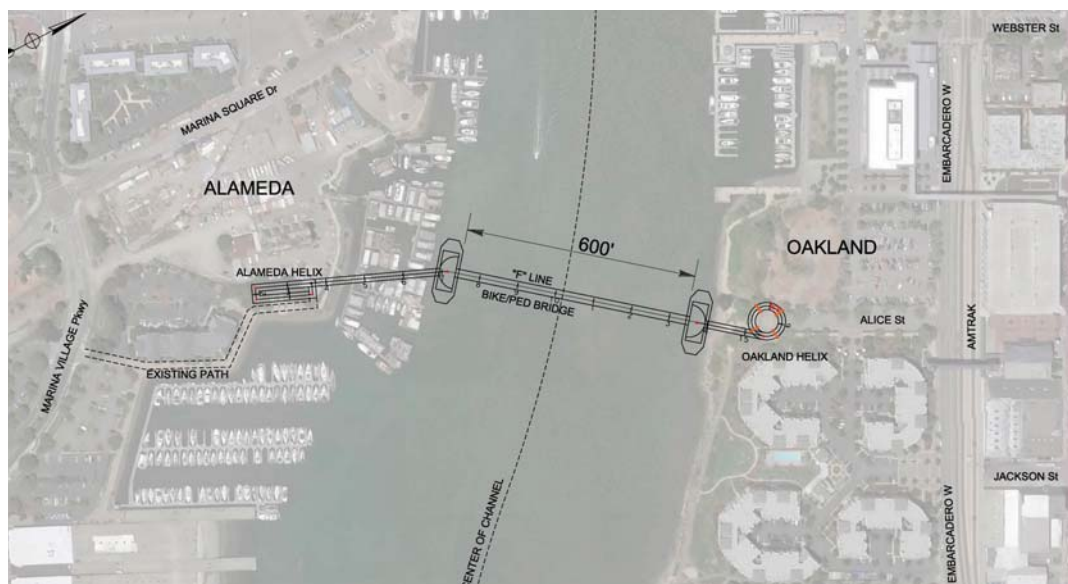 WEBSTER St
MARINA SQUARE Dr
EMBARCADERO W
ALAMEDA
600'
OAKLAND
ALAMEDA HELIX
"F" LINE
BIKE/PED BRIDGE
ALICE St
AMTRAK
OAKLAND HELIX
MARINA VILLAGE Pkwy
EXISTING PATH
JACKSON St
CENTER OF CHANNEL
EMBARCADERO W